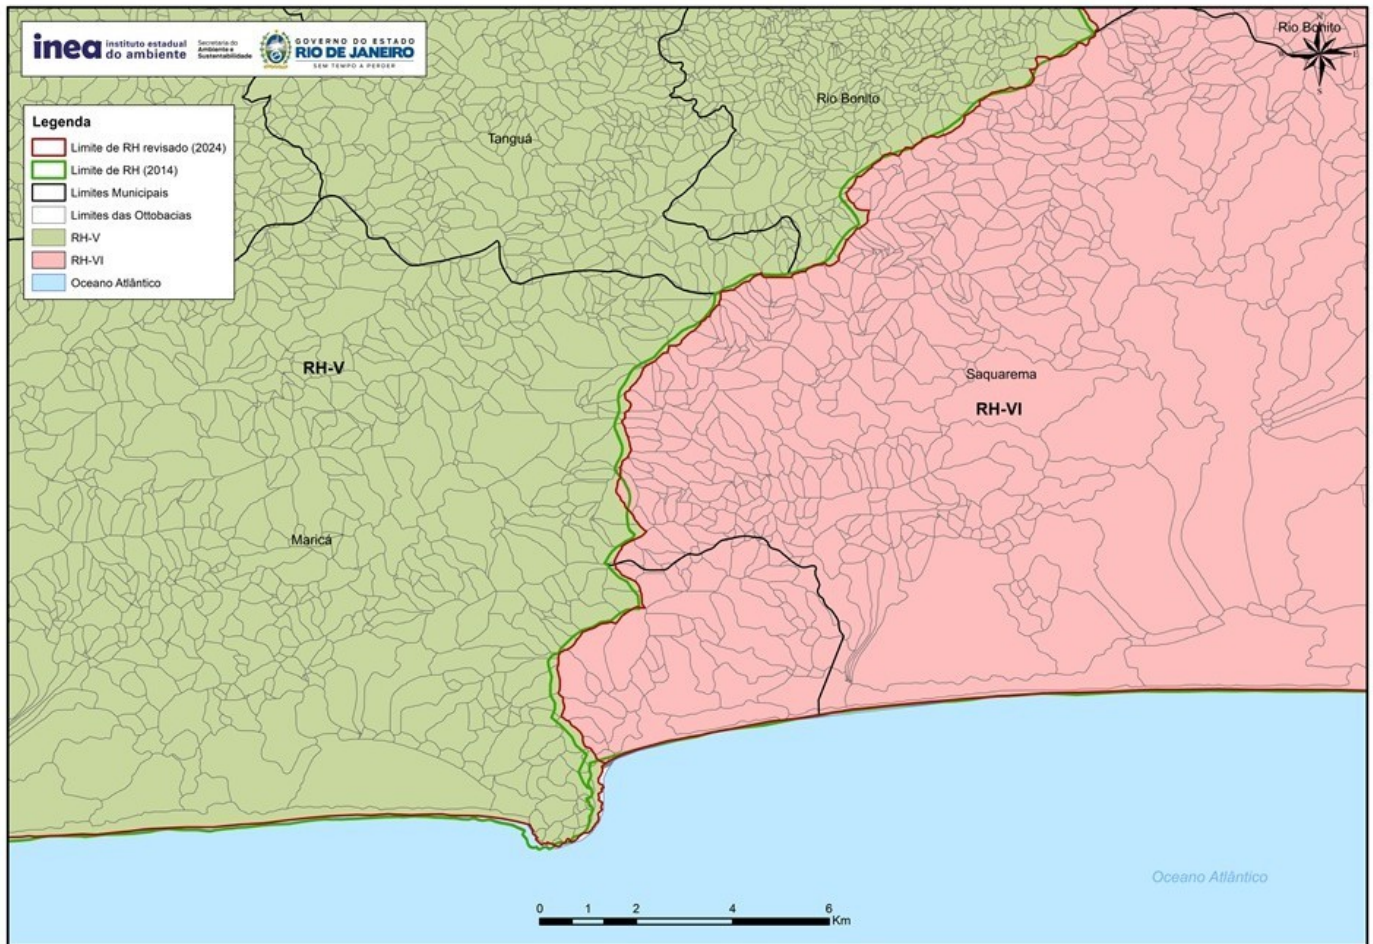 inea instituto estadual
do ambiente
Secretaria do
Ambiente e
Sustentabilidade
GOVERNO DO ESTADO
RIO DE JANEIRO
SEM TEMPO A PERDER
Rio Bonito
N
E
S
Legenda
Limite de RH revisado (2024)
Limite de RH (2014)
Limites Municipais
Limites das Ottobacias
RH-V
RH-VI
Oceano Atlântico
Rio Bonito
Tanguá
RH-V
Saquarema
RH-VI
Maricá
Oceano Atlântico
0 1 2 4 6
Km